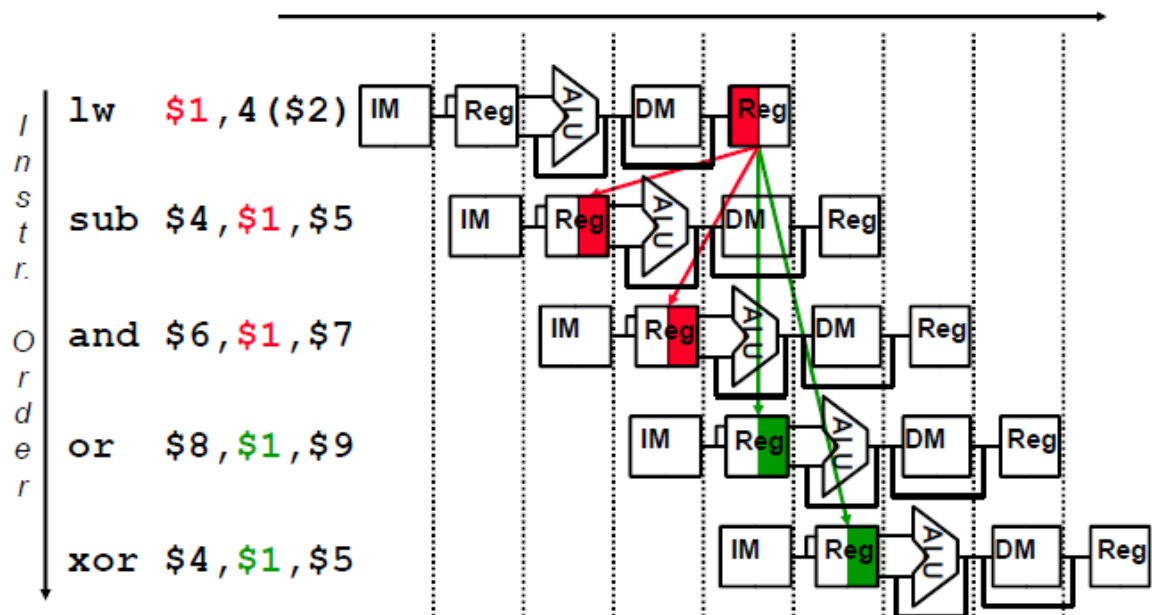 Instr. Order
lw $1,4($2) IM Reg ALU DM Reg
sub $4,$1,$5 IM Reg ALU DM Reg
and $6,$1,$7 IM Reg ALU DM Reg
or $8,$1,$9 IM Reg ALU DM Reg
xor $4,$1,$5 IM Reg ALU DM Reg